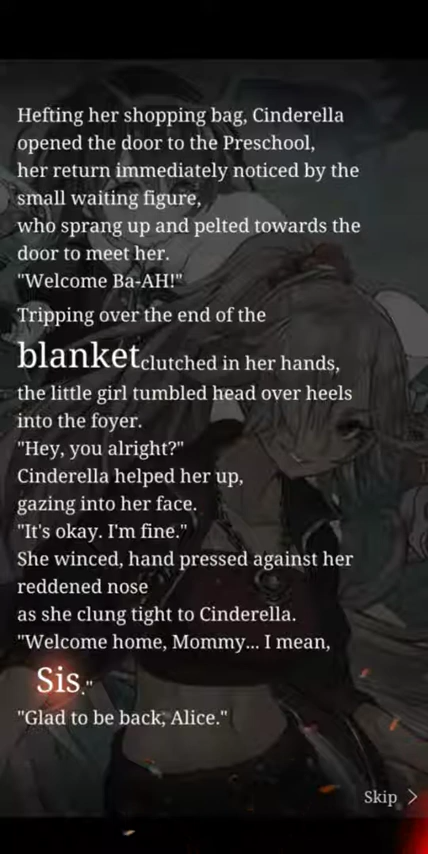 Hefting her shopping bag, Cinderella
opened the door to the Preschool,
her return immediately noticed by the
small waiting figure,
who sprang up and pelted towards the
door to meet her.
"Welcome Ba-AH!"
Tripping over the end of the
blanket clutched in her hands,
the little girl tumbled head over heels
into the foyer.
"Hey, you alright?"
Cinderella helped her up,
gazing into her face.
"It's okay. I'm fine."
She winced, hand pressed against her
reddened nose
as she clung tight to Cinderella.
"Welcome home, Mommy... I mean,
Sis."
"Glad to be back, Alice."
Skip >